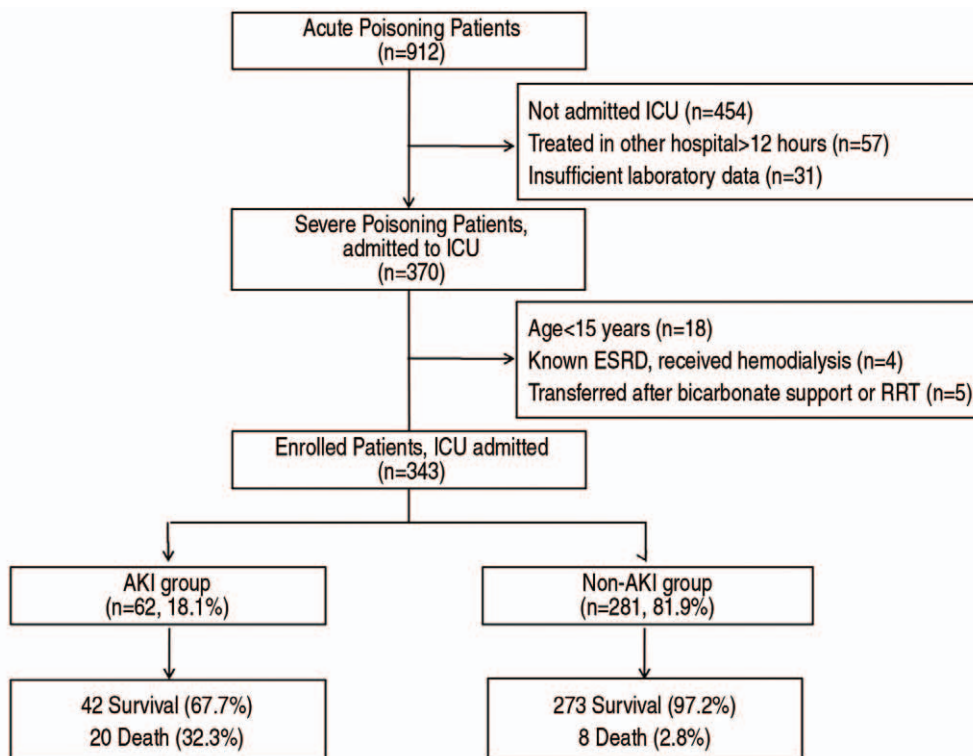 Acute Poisoning Patients
(n=912)
Not admitted ICU (n=454)
Treated in other hospital>12 hours (n=57)
Insufficient laboratory data (n=31)
Severe Poisoning Patients,
admitted to ICU
(n=370)
Age<15 years (n=18)
Known ESRD, received hemodialysis (n=4)
Transferred after bicarbonate support or RRT (n=5)
Enrolled Patients, ICU admitted
(n=343)
AKI group
(n=62, 18.1%)
Non-AKI group
(n=281, 81.9%)
42 Survival (67.7%)
20 Death (32.3%)
273 Survival (97.2%)
8 Death (2.8%)